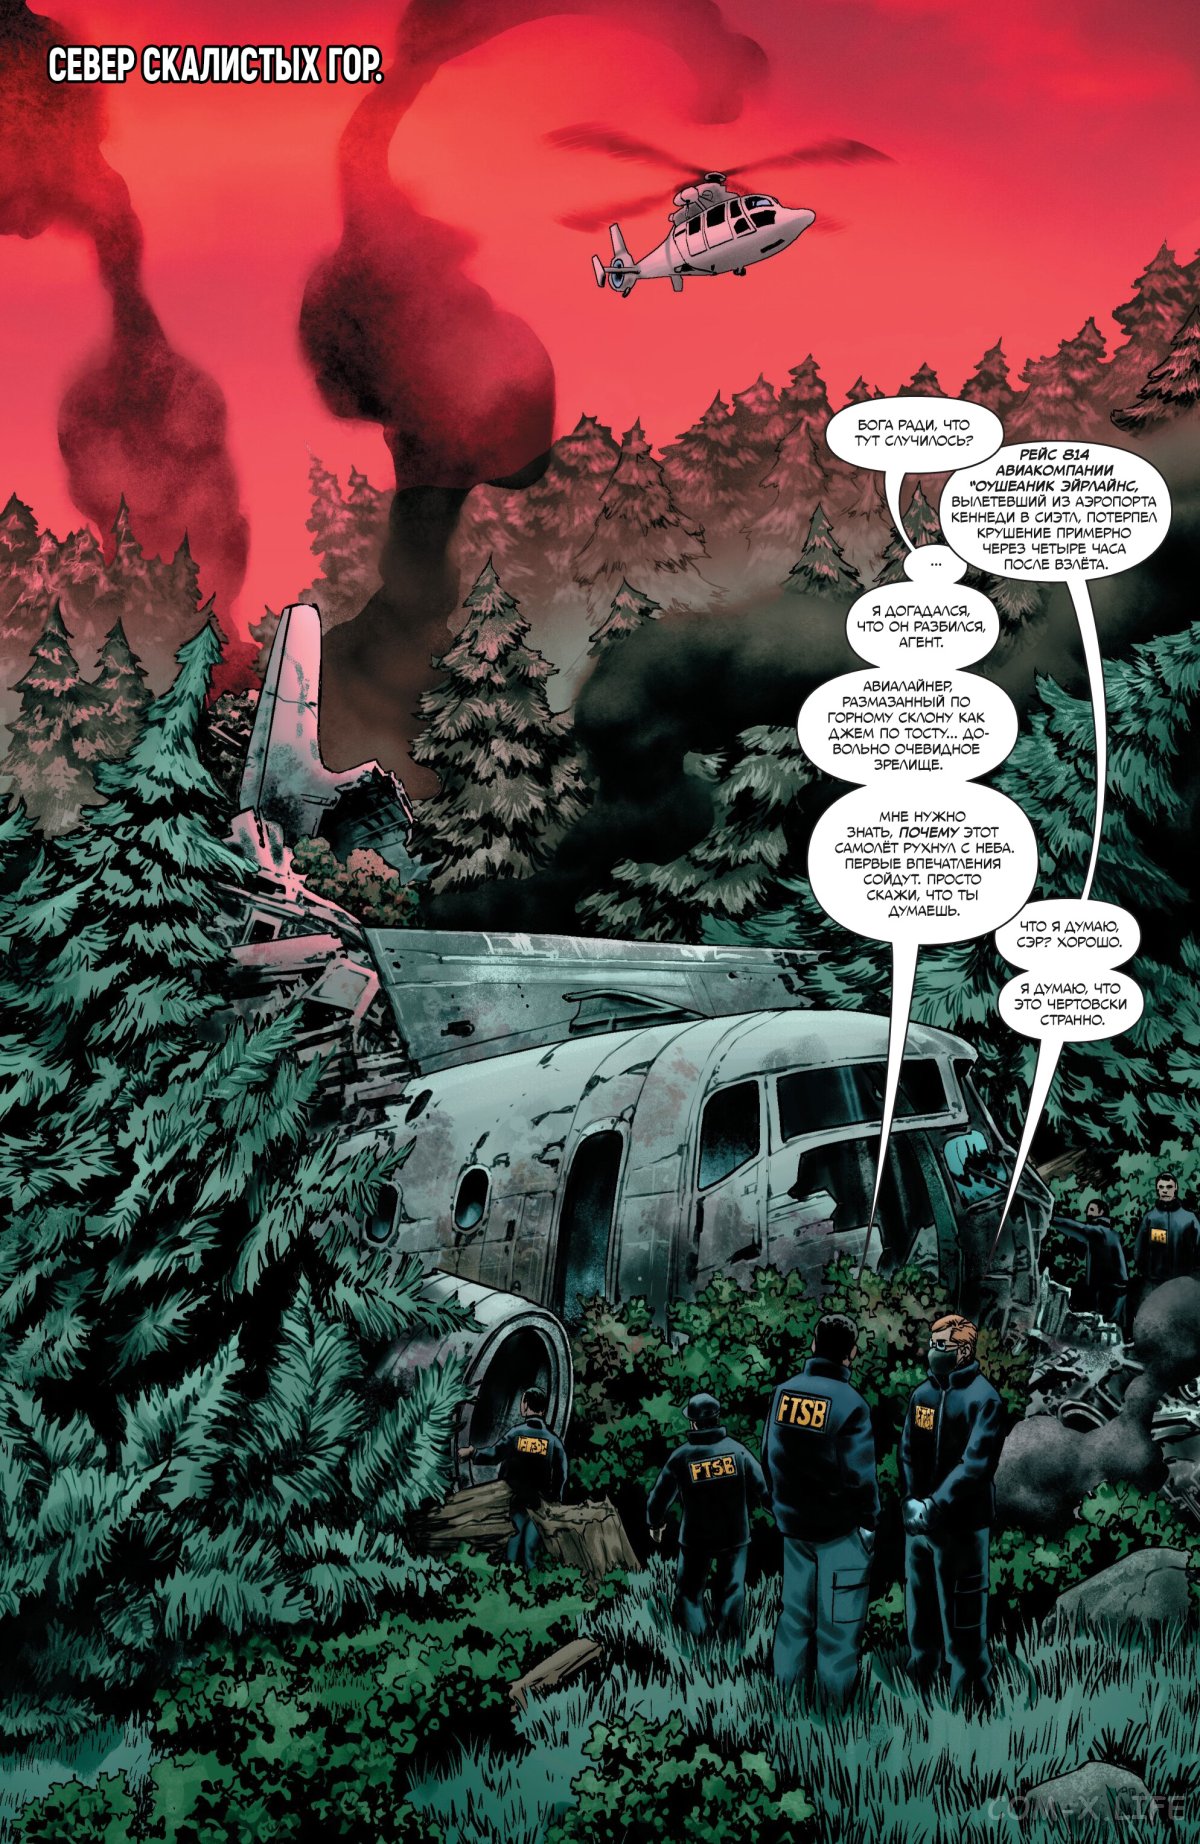 СЕВЕР СКАЛИСТЫХ ГОР.
БОГА РАДИ, ЧТО
ТУТ СЛУЧИЛОСЬ?
РЕЙС 814
АВИАКОМПАНИИ
"ОУШЕАНИК ЭЙРЛАЙНС,
ВЫЛЕТЕВШИЙ ИЗ АЭРОПОРТА
КЕННЕДИ В СИЭТЛ, ПОТЕРПЕЛ
КРУШЕНИЕ ПРИМЕРНО
ЧЕРЕЗ ЧЕТЫРЕ ЧАСА
ПОСЛЕ ВЗЛЁТА.
...
Я ДОГАДАЛСЯ,
ЧТО ОН РАЗБИЛСЯ,
АГЕНТ.
АВИАЛАЙНЕР,
РАЗМАЗАННЫЙ ПО
ГОРНОМУ СКЛОНУ КАК
ДЖЕМ ПО ТОСТУ... ДО-
ВОЛЬНО ОЧЕВИДНОЕ
ЗРЕЛИЩЕ.
МНЕ НУЖНО
ЗНАТЬ, ПОЧЕМУ ЭТОТ
САМОЛЁТ РУХНУЛ С НЕБА.
ПЕРВЫЕ ВПЕЧАТЛЕНИЯ
СОЙДУТ. ПРОСТО
СКАЖИ, ЧТО ТЫ
ДУМАЕШЬ.
ЧТО Я ДУМАЮ,
СЭР? ХОРОШО.
Я ДУМАЮ, ЧТО
ЭТО ЧЕРТОВСКИ
СТРАННО.
FTSB
FTSB
FTSB
COM-X.LIFE